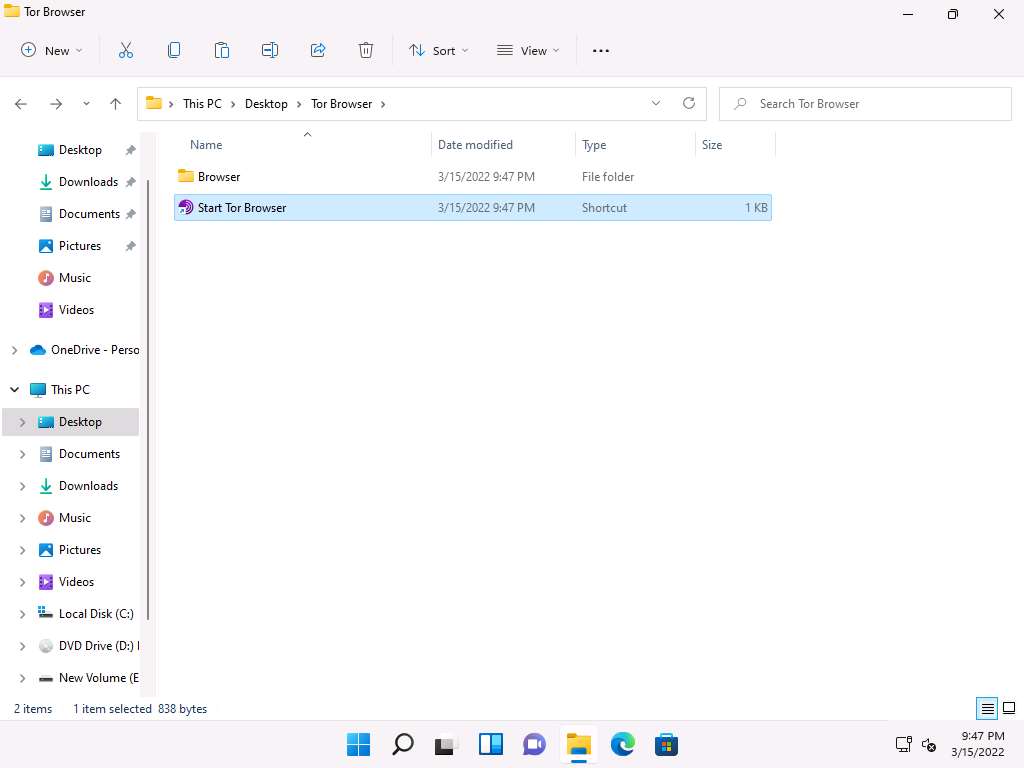 Tor Browser
New
Sort
View
This PC
Desktop
Tor Browser
Search Tor Browser
Name
Date modified
Type
Size
Browser
3/15/2022 9:47 PM
File folder
Start Tor Browser
3/15/2022 9:47 PM
Shortcut
1 KB
Desktop
Downloads
Documents
Pictures
Music
Videos
OneDrive - Perso
This PC
Desktop
Documents
Downloads
Music
Pictures
Videos
Local Disk (C:)
DVD Drive (D:)
New Volume (E
2 items
1 item selected 838 bytes
9:47 PM
3/15/2022